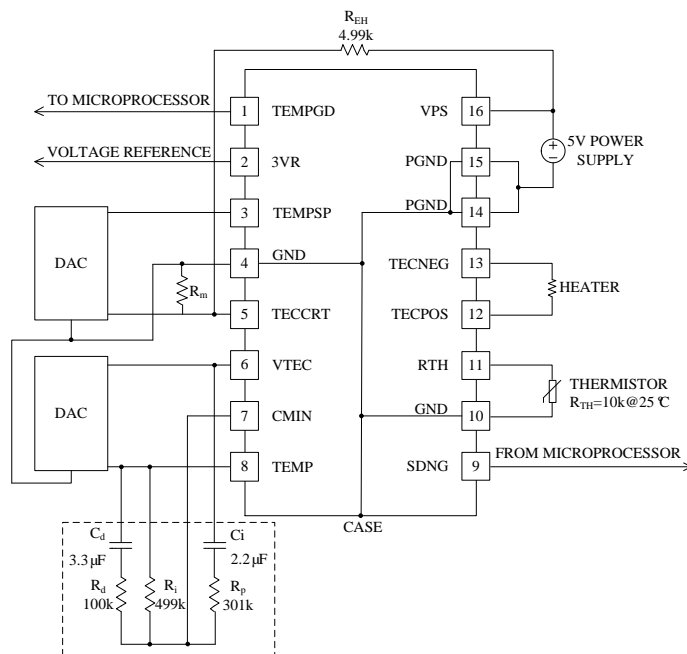 R_EH
4.99k
TO MICROPROCESSOR
1
TEMPGD
VPS
16
VOLTAGE REFERENCE
2
3VR
PGND
15
5V POWER
SUPPLY
3
TEMPSP
PGND
14
DAC
4
GND
TECNEG
13
R_m
HEATER
5
TECCRT
TECPOS
12
6
VTEC
RTH
11
THERMISTOR
R_TH=10k@25 ℃
DAC
7
CMIN
GND
10
8
TEMP
SDNG
9
FROM MICROPROCESSOR
CASE
C_d
3.3μF
Ci
2.2μF
R_d
100k
R_i
499k
R_p
301k